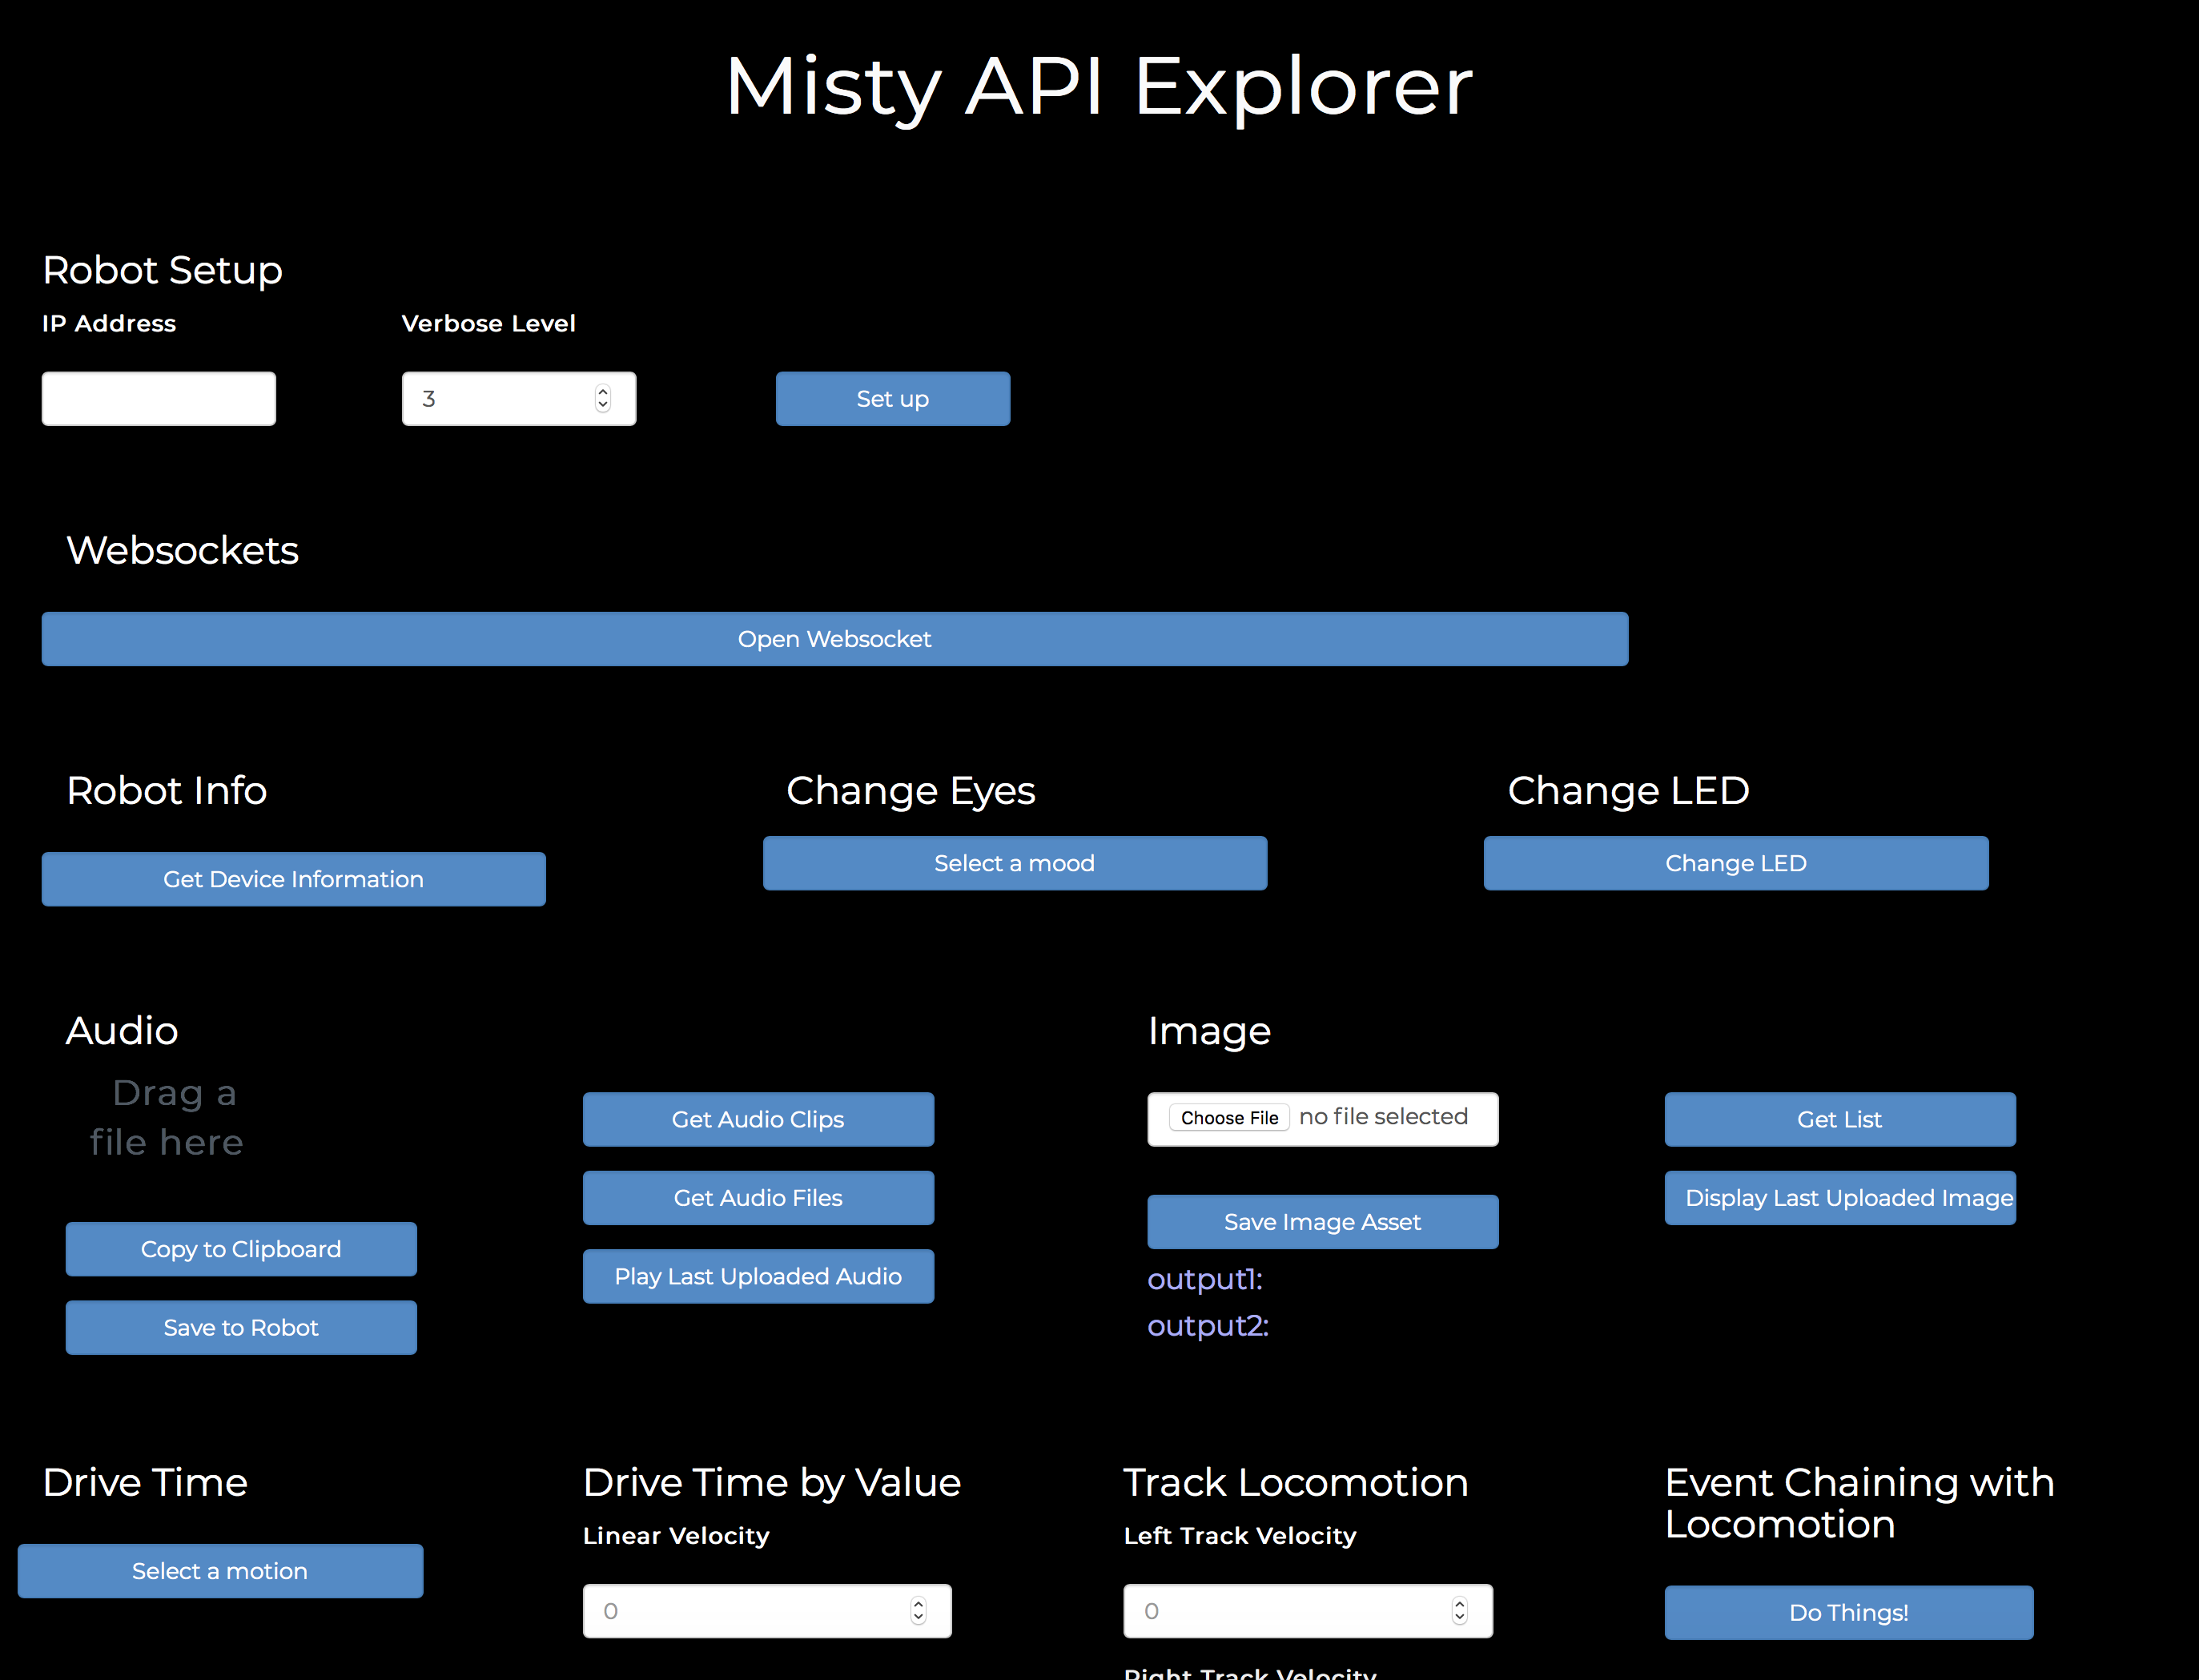 Misty API Explorer
Robot Setup
IP Address
Verbose Level
3
Set up
Websockets
Open Websocket
Robot Info
Get Device Information
Change Eyes
Select a mood
Change LED
Change LED
Audio
Drag a
file here
Copy to Clipboard
Save to Robot
Get Audio Clips
Get Audio Files
Play Last Uploaded Audio
Image
Choose File no file selected
Save Image Asset
output1:
output2:
Get List
Display Last Uploaded Image
Drive Time
Select a motion
Drive Time by Value
Linear Velocity
0
Track Locomotion
Left Track Velocity
0
Right Track Velocity
Event Chaining with
Locomotion
Do Things!